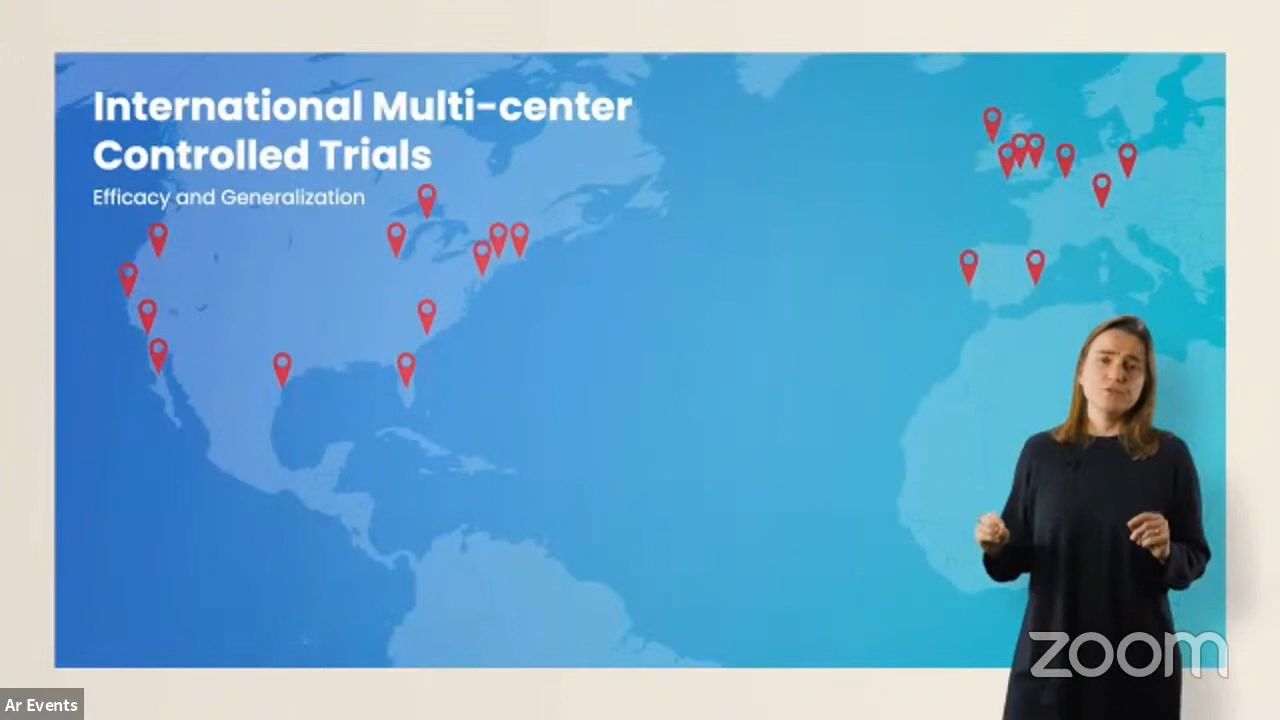 International Multi-center
Controlled Trials
Efficacy and Generalization
zoom
Ar Events